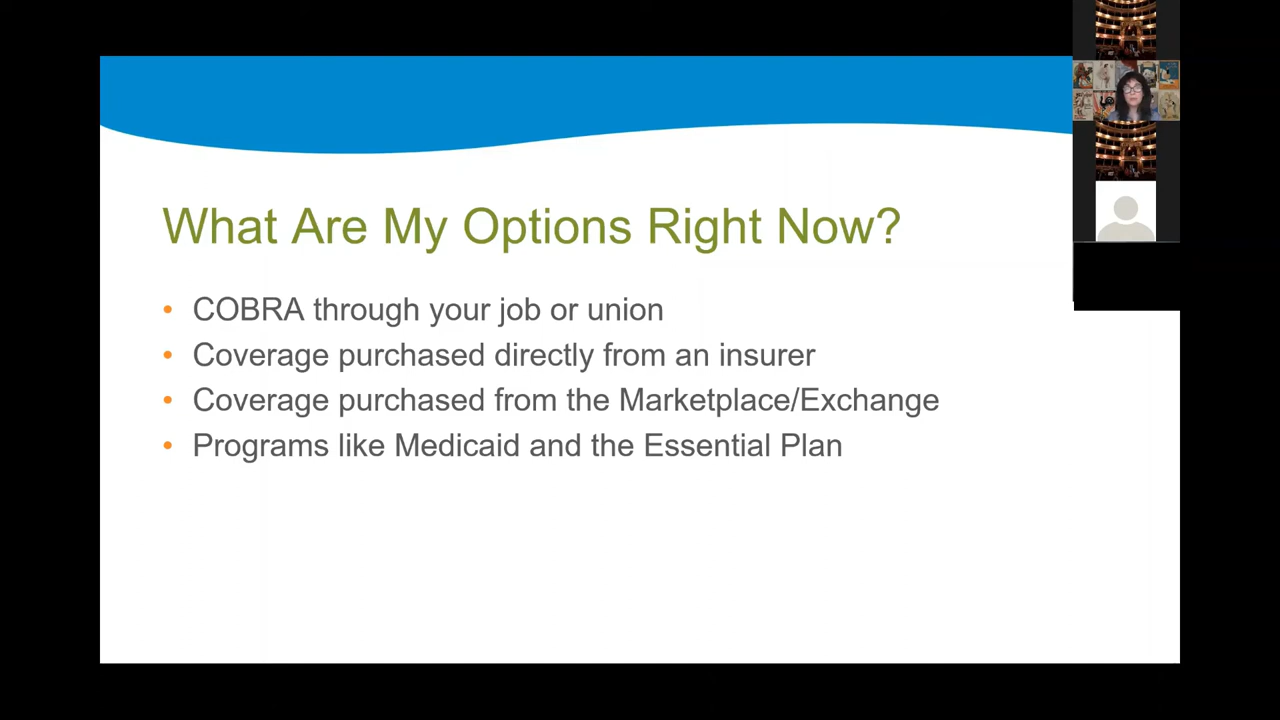 What Are My Options Right Now?
• COBRA through your job or union
• Coverage purchased directly from an insurer
• Coverage purchased from the Marketplace/Exchange
• Programs like Medicaid and the Essential Plan